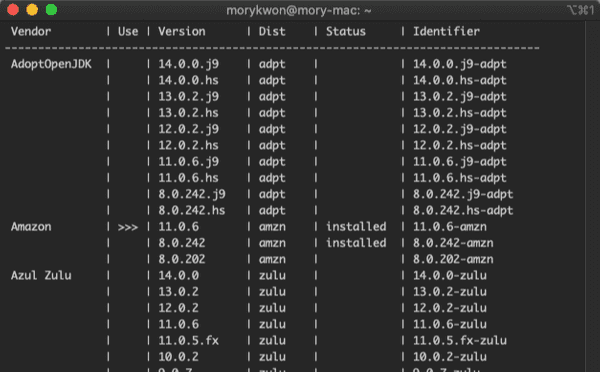 morykwon@mory-mac: ~ ⌥⌘1
Vendor | Use | Version | Dist | Status | Identifier
--------------------------------------------------------------------------------
AdoptOpenJDK | | 14.0.0.j9 | adpt | | 14.0.0.j9-adpt
| | 14.0.0.hs | adpt | | 14.0.0.hs-adpt
| | 13.0.2.j9 | adpt | | 13.0.2.j9-adpt
| | 13.0.2.hs | adpt | | 13.0.2.hs-adpt
| | 12.0.2.j9 | adpt | | 12.0.2.j9-adpt
| | 12.0.2.hs | adpt | | 12.0.2.hs-adpt
| | 11.0.6.j9 | adpt | | 11.0.6.j9-adpt
| | 11.0.6.hs | adpt | | 11.0.6.hs-adpt
| | 8.0.242.j9 | adpt | | 8.0.242.j9-adpt
| | 8.0.242.hs | adpt | | 8.0.242.hs-adpt
Amazon | >>> | 11.0.6 | amzn | installed | 11.0.6-amzn
| | 8.0.242 | amzn | installed | 8.0.242-amzn
| | 8.0.202 | amzn | | 8.0.202-amzn
Azul Zulu | | 14.0.0 | zulu | | 14.0.0-zulu
| | 13.0.2 | zulu | | 13.0.2-zulu
| | 12.0.2 | zulu | | 12.0.2-zulu
| | 11.0.6 | zulu | | 11.0.6-zulu
| | 11.0.5.fx | zulu | | 11.0.5.fx-zulu
| | 10.0.2 | zulu | | 10.0.2-zulu
| | 9.0.7 | zulu | | 9.0.7-zulu